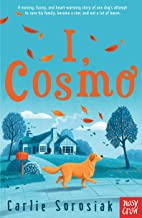 A moving, funny, and heart-warming story of one dog's attempt
to save his family, become a star, and eat a lot of bacon.
I,
Cosmo
Carlie Sorosiak
nosy
Crow